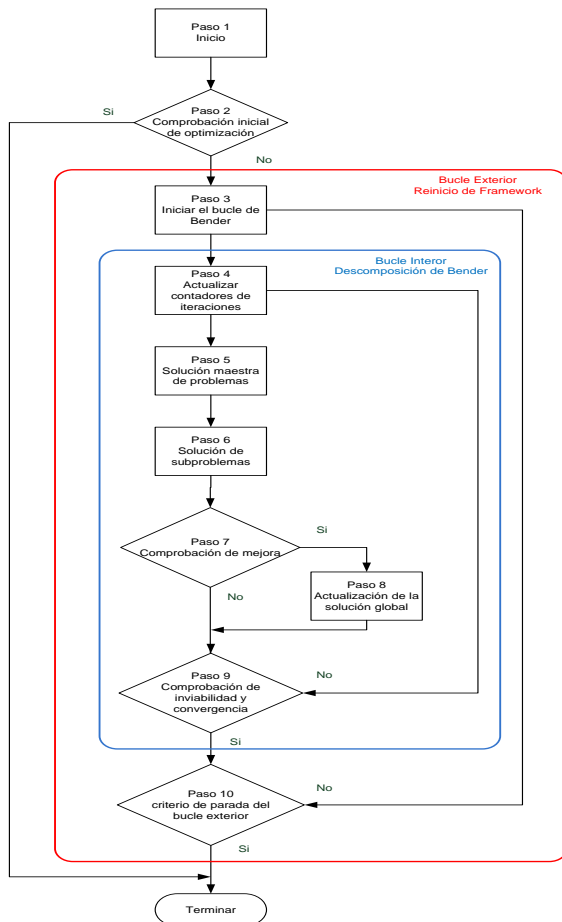 Paso 1
Inicio
Si
Paso 2
Comprobación inicial
de optimización
No
Bucle Exterior
Reinicio de Framework
Paso 3
Iniciar el bucle de
Bender
Bucle Interor
Descomposición de Bender
Paso 4
Actualizar
contadores de
iteraciones
Paso 5
Solución maestra
de problemas
Paso 6
Solución de
subproblemas
Paso 7
Comprobación de mejora
Si
Paso 8
Actualización de la
solución global
No
Paso 9
Comprobación de
inviabilidad y
convergencia
No
Si
Paso 10
criterio de parada del
bucle exterior
No
Si
Terminar